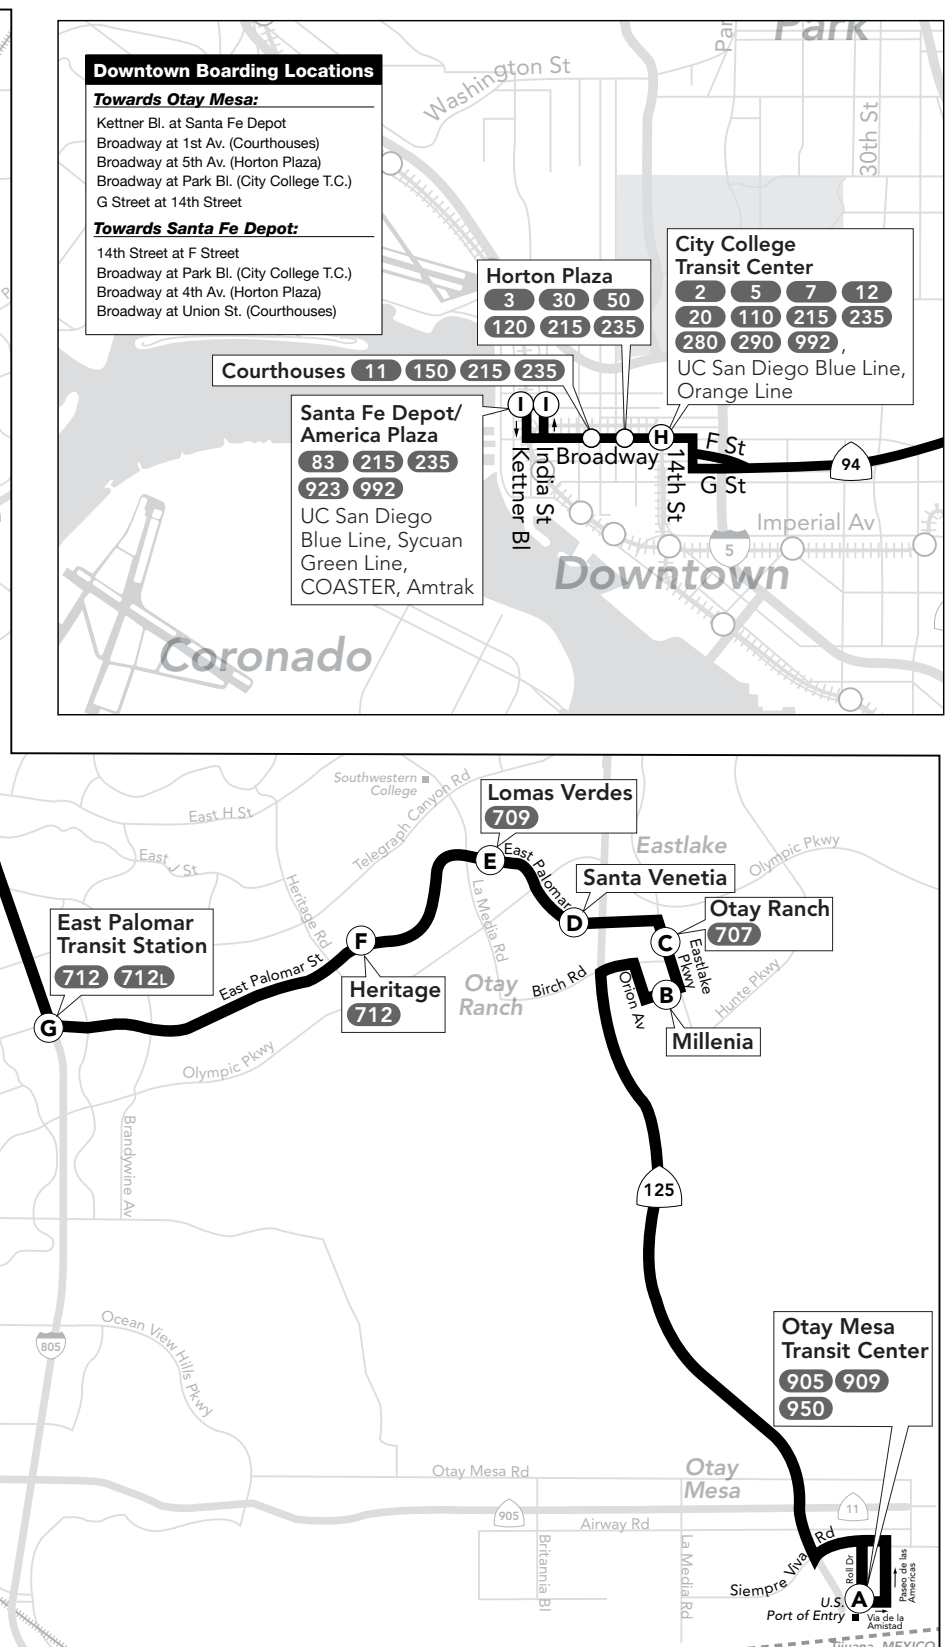 Park
Washington St
30th St
Downtown Boarding Locations
Towards Otay Mesa:
Kettner Bl. at Santa Fe Depot
Broadway at 1st Av. (Courthouses)
Broadway at 5th Av. (Horton Plaza)
Broadway at Park Bl. (City College T.C.)
G Street at 14th Street
Towards Santa Fe Depot:
14th Street at F Street
Broadway at Park Bl. (City College T.C.)
Broadway at 4th Av. (Horton Plaza)
Broadway at Union St. (Courthouses)
City College
Transit Center
2 5 7 12
20 110 215 235
280 290 992 ,
UC San Diego Blue Line,
Orange Line
Horton Plaza
3 30 50
120 215 235
Courthouses 11 150 215 235
Santa Fe Depot/
America Plaza
83 215 235
923 992
UC San Diego
Blue Line, Sycuan
Green Line,
COASTER, Amtrak
I I
H
F St
Broadway
G St
94
Kettner Bl
India St
14th St
Imperial Av
5
Downtown
Coronado
Southwestern
College
Telegraph Canyon Rd
East H St
East J St
Heritage Rd
Lomas Verdes
709
E
East Palomar
La Media Rd
Eastlake
Olympic Pkwy
Santa Venetia
D
Otay Ranch
707
C
Eastlake
Pkwy
Hunte Pkwy
East Palomar
Transit Station
712 712L
G
East Palomar St
F
Heritage
712
Otay
Ranch
Birch Rd
Orion Av
B
Millenia
Olympic Pkwy
Brandywine Av
125
805
Ocean View Hills Pkwy
Otay Mesa
Transit Center
905 909
950
Otay Mesa Rd
Otay
Mesa
905
11
Airway Rd
Britannia Bl
La Media Rd
Siempre Viva Rd
Roll Dr
Paseo de las
Americas
A
U.S.
Port of Entry
Via de la
Amistad
Tijuana, MEXICO